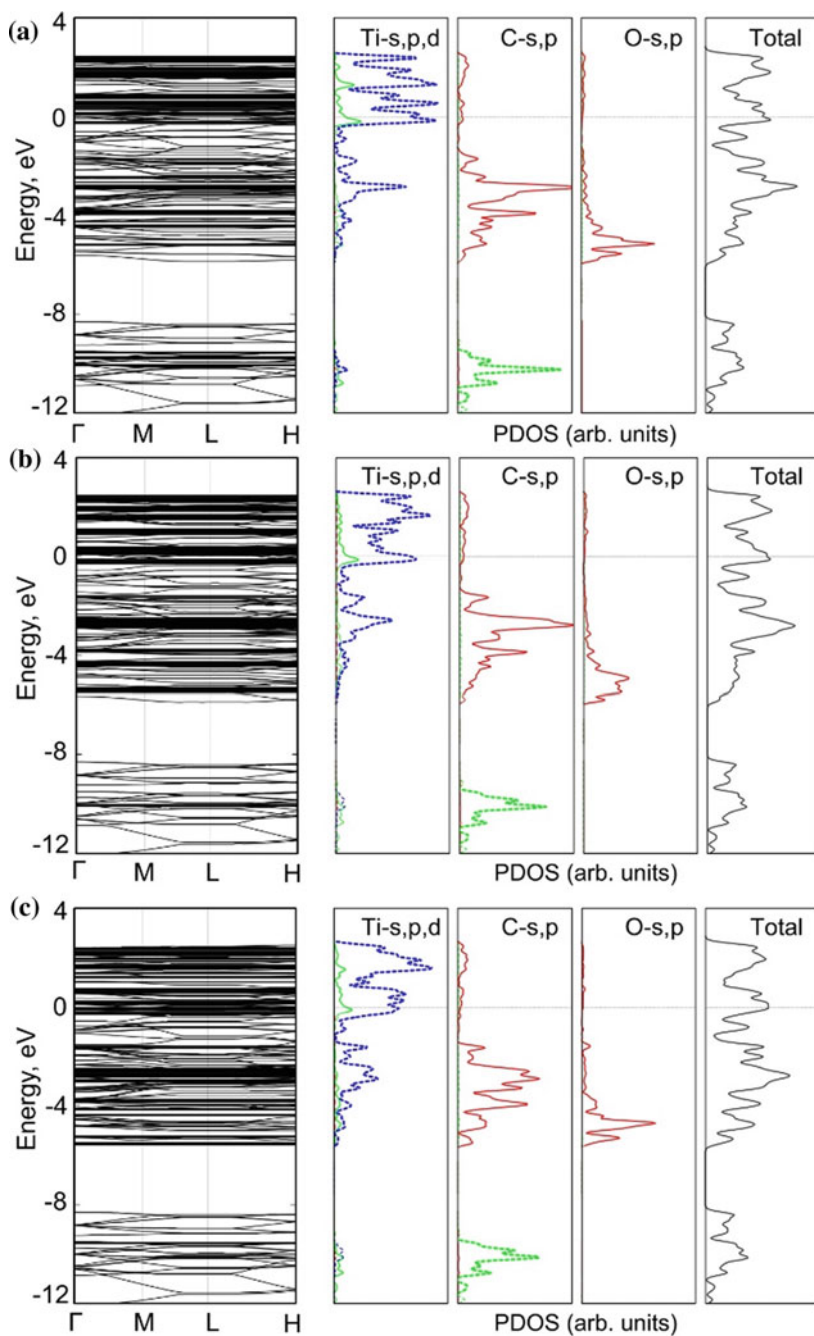 (a)
4
0
-4
-8
-12
Energy, eV
Γ M L H
Ti-s,p,d
C-s,p
O-s,p
Total
PDOS (arb. units)
(b)
4
0
-4
-8
-12
Energy, eV
Γ M L H
Ti-s,p,d
C-s,p
O-s,p
Total
PDOS (arb. units)
(c)
4
0
-4
-8
-12
Energy, eV
Γ M L H
Ti-s,p,d
C-s,p
O-s,p
Total
PDOS (arb. units)